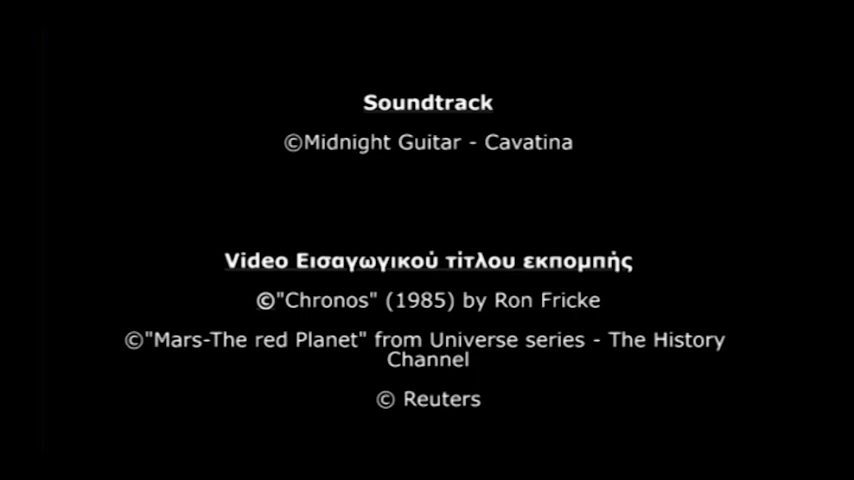 Soundtrack
©Midnight Guitar - Cavatina
Video Εισαγωγικού τίτλου εκπομπής
©"Chronos" (1985) by Ron Fricke
©"Mars-The red Planet" from Universe series - The History
Channel
© Reuters